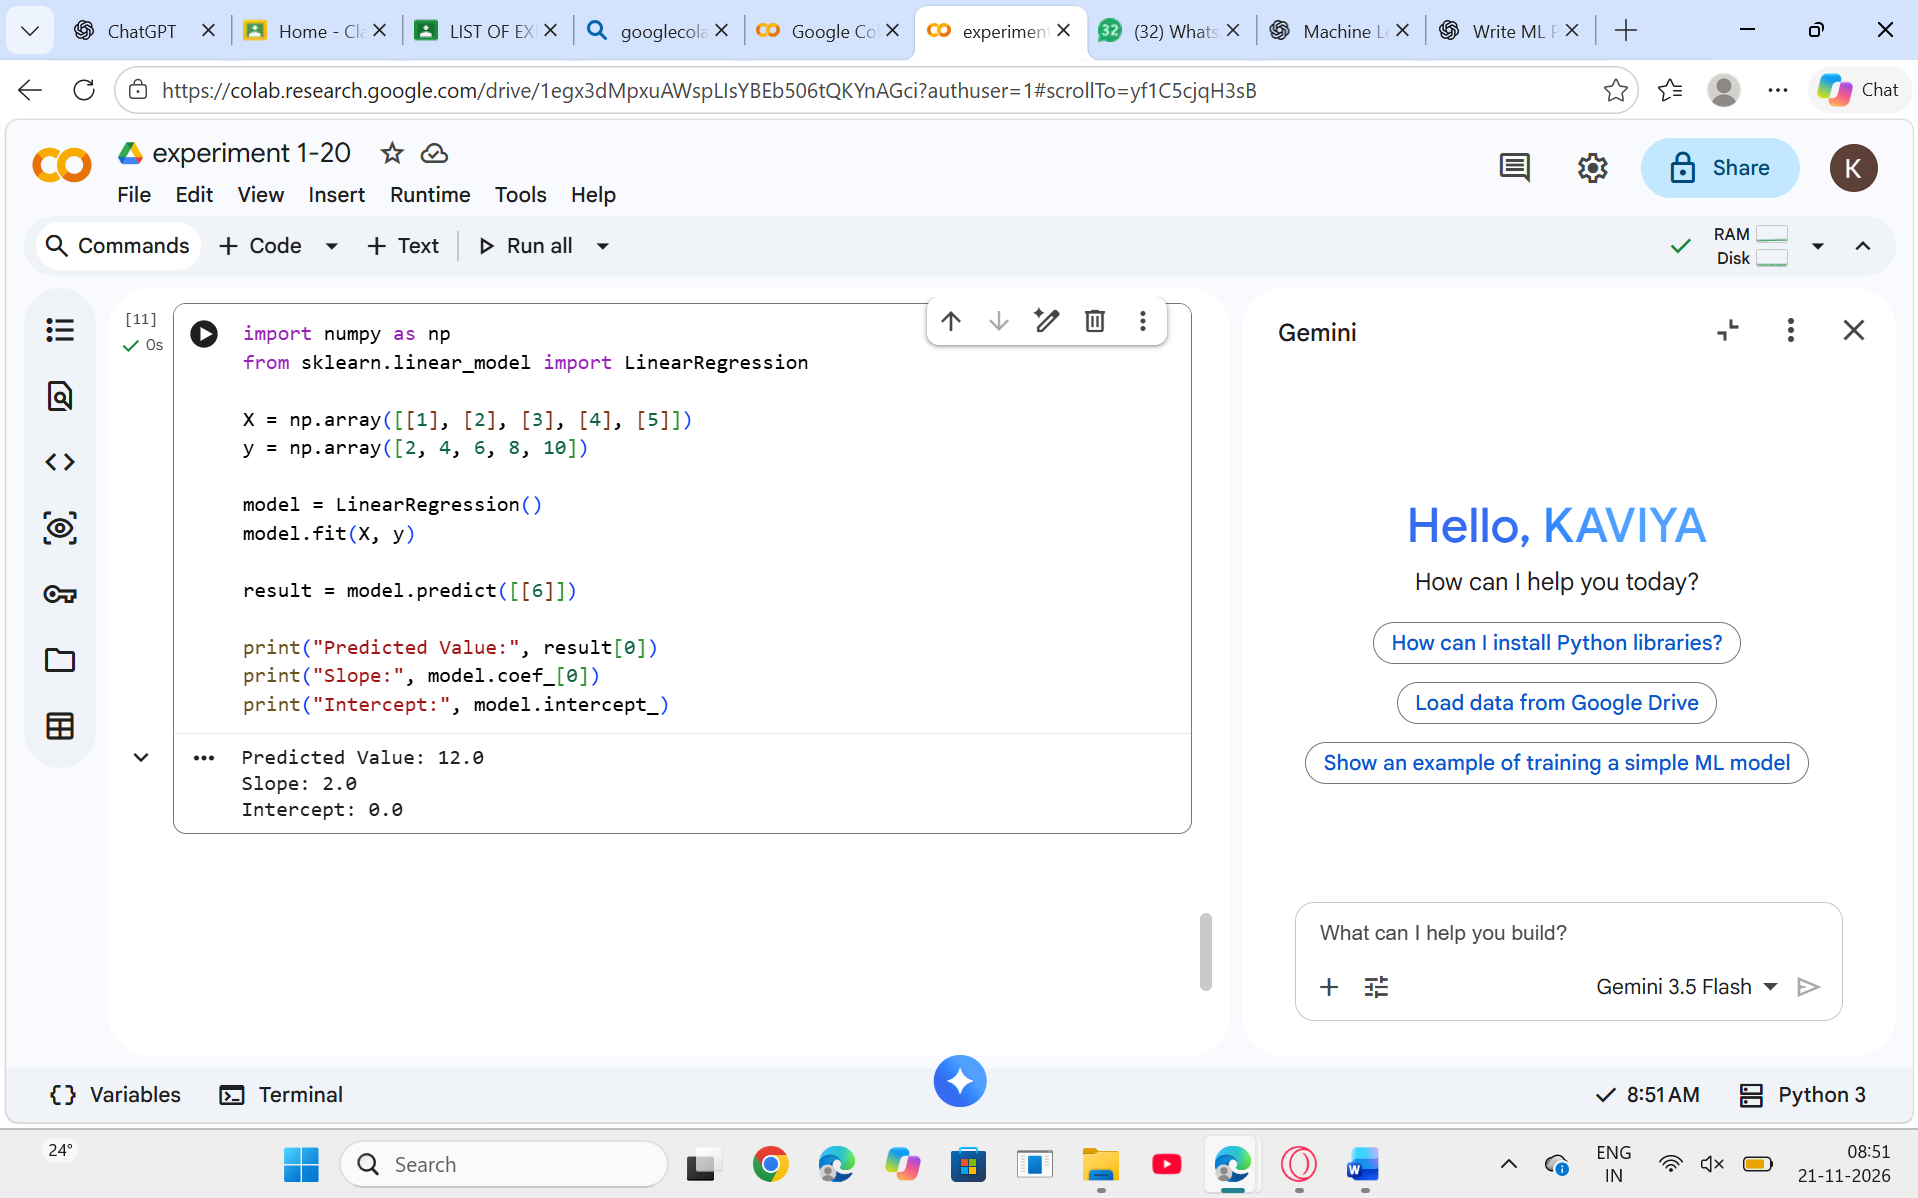 ChatGPT
Home - Cla
LIST OF EX
googlecola
Google Co
experiment
32
(32) Whats
Machine Le
Write ML P
https://colab.research.google.com/drive/1egx3dMpxuAWspLIsYBEb506tQKYnAGci?authuser=1#scrollTo=yf1C5cjqH3sB
Chat
experiment 1-20
File Edit View Insert Runtime Tools Help
Share
K
Commands + Code + Text Run all
RAM
Disk
[11]
0s
import numpy as np
from sklearn.linear_model import LinearRegression
X = np.array([[1], [2], [3], [4], [5]])
y = np.array([2, 4, 6, 8, 10])
model = LinearRegression()
model.fit(X, y)
result = model.predict([[6]])
print("Predicted Value:", result[0])
print("Slope:", model.coef_[0])
print("Intercept:", model.intercept_)
Predicted Value: 12.0
Slope: 2.0
Intercept: 0.0
Gemini
Hello, KAVIYA
How can I help you today?
How can I install Python libraries?
Load data from Google Drive
Show an example of training a simple ML model
What can I help you build?
Gemini 3.5 Flash
Variables
Terminal
8:51 AM
Python 3
24°
Search
ENG
IN
08:51
21-11-2026